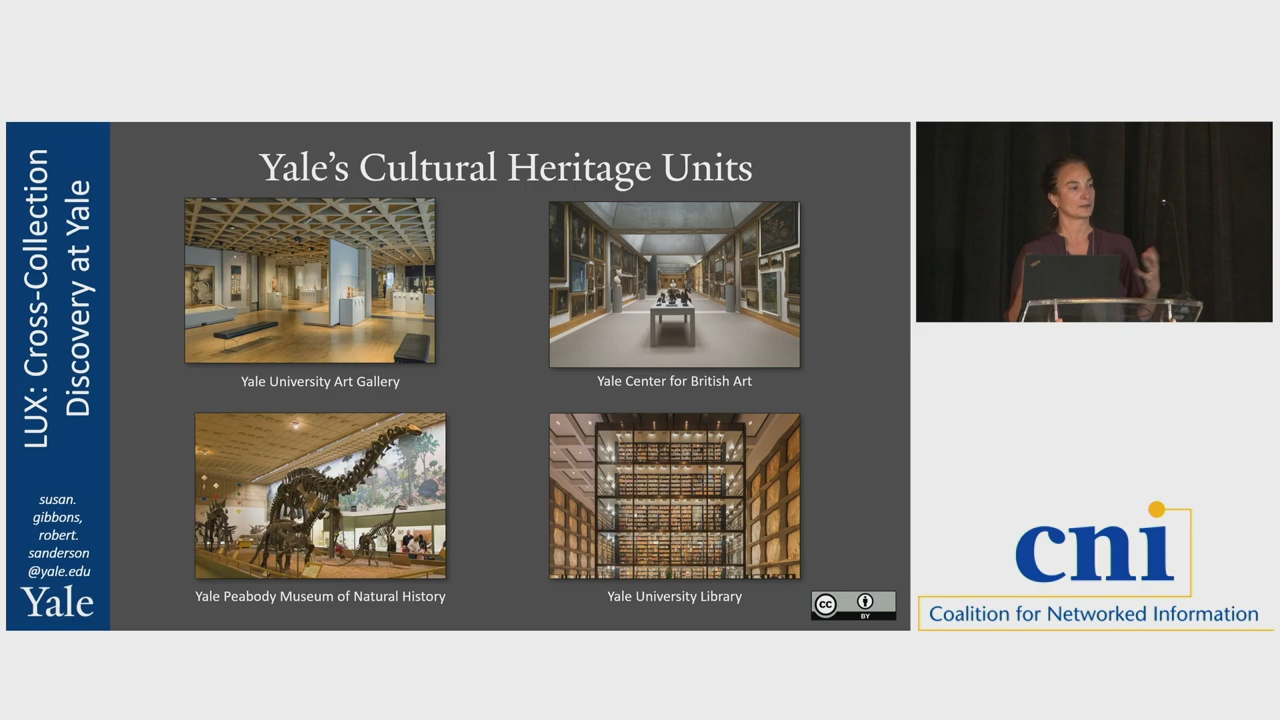 LUX: Cross-Collection
Discovery at Yale
susan.
gibbons,
robert.
sanderson
@yale.edu
Yale
Yale's Cultural Heritage Units
Yale University Art Gallery
Yale Center for British Art
Yale Peabody Museum of Natural History
Yale University Library
cc
BY
cni
Coalition for Networked Information